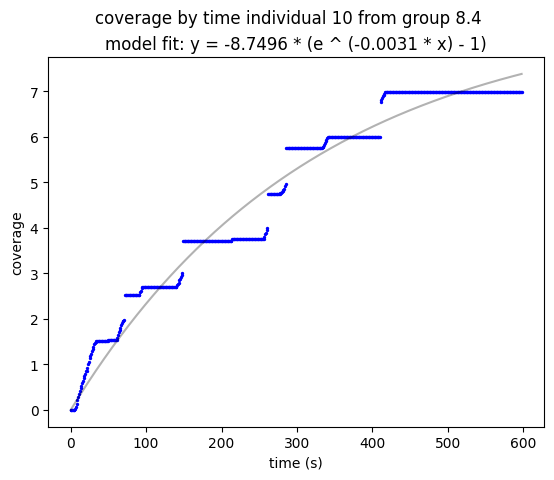 coverage by time individual 10 from group 8.4
model fit: y = -8.7496 * (e ^ (-0.0031 * x) - 1)
7
6
5
4
3
2
1
0
coverage
0 100 200 300 400 500 600
time (s)